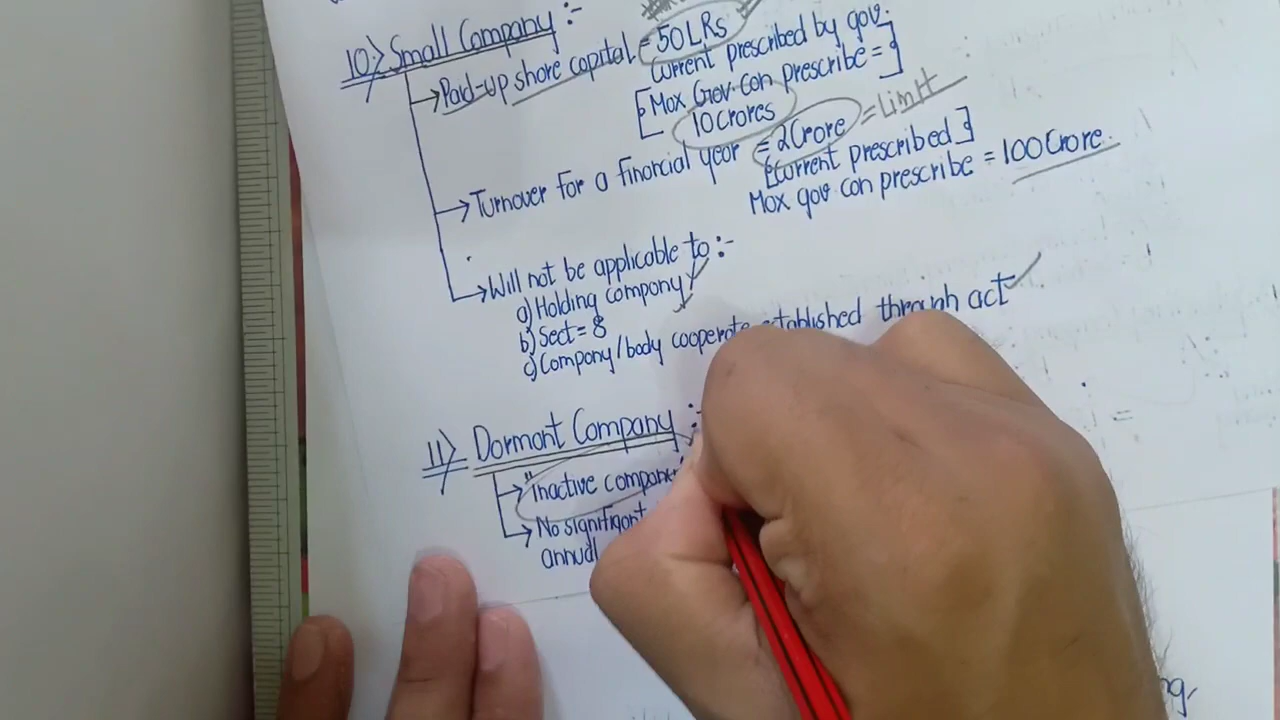 10> Small Company :-
→ Paid-up share capital = 50LRs
Current prescribed by gov.
[Max Gov. can prescribe =]
10 crores
→ Turnover for a financial year = 2 Crore = Limit
[Current prescribed]
Max gov can prescribe = 100 Crore.
→ Will not be applicable to :-
a) Holding company
b) Sect = 8
c) Company/body cooperate established through act
11> Dormant Company :-
→ "Inactive company
→ No significant
annual